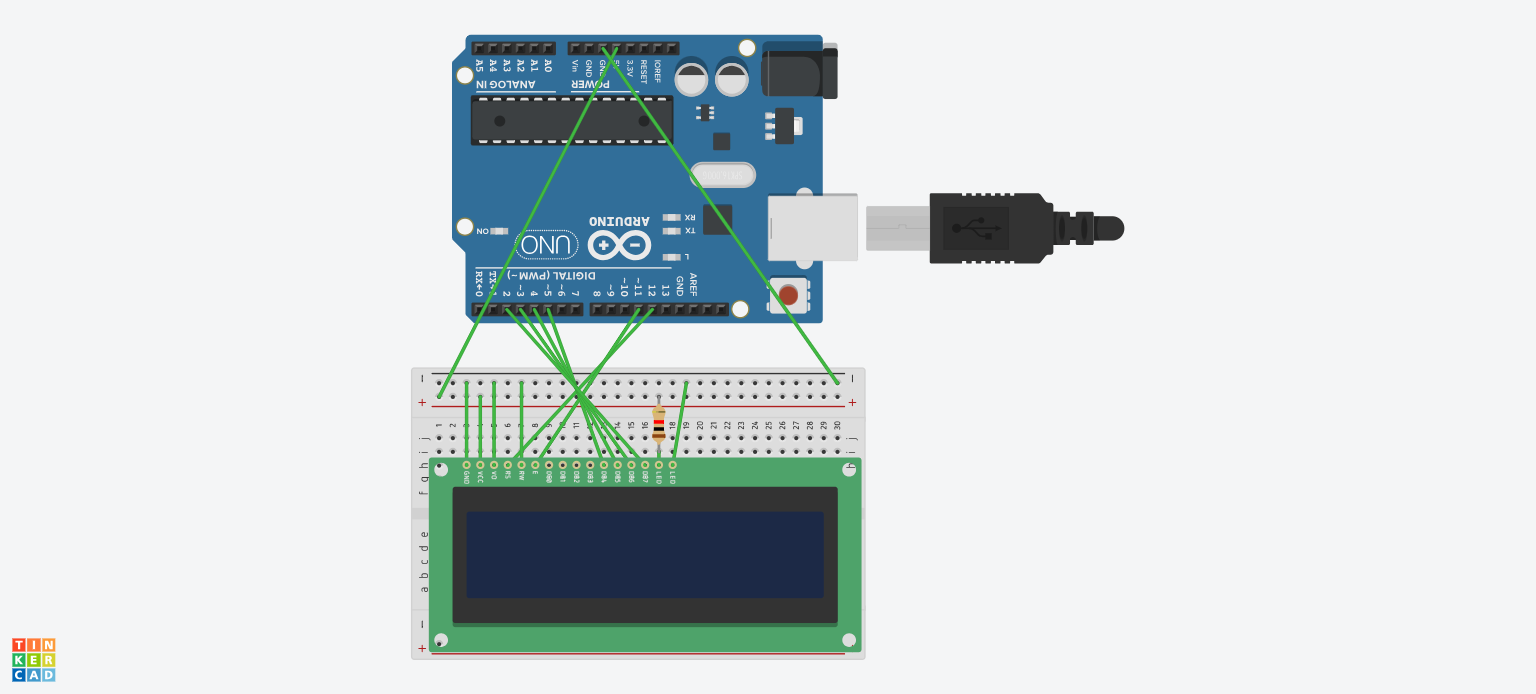 A5 A4 A3 A2 A1 A0
Vin GND GND 5V 3.3V RESET IOREF
ANALOG IN
POWER
RX
TX
L
ON
ARDUINO
UNO
DIGITAL (PWM~)
RX←0 TX→1 2 ~3 4 ~5 ~6 7 8 ~9 ~10 ~11 12 13 GND AREF
− −
+ +
1 2 3 4 5 6 7 8 9 10 11 12 13 14 15 16 17 18 19 20 21 22 23 24 25 26 27 28 29 30
j j
i i
h h
g
f
GND VCC V0 RS RW E DB0 DB1 DB2 DB3 DB4 DB5 DB6 DB7 LED LED
e
d
c
b
a
−
+
TIN
KER
CAD